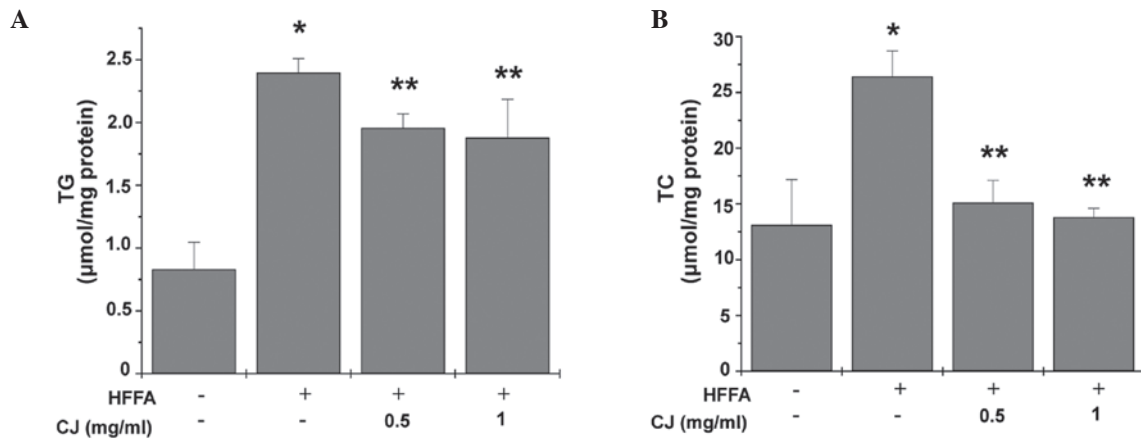 A
TG
(µmol/mg protein)
2.5
2.0
1.5
1.0
0.5
0
*
**
**
HFFA - + + +
CJ (mg/ml) - - 0.5 1
B
TC
(µmol/mg protein)
30
25
20
15
10
5
0
*
**
**
HFFA - + + +
CJ (mg/ml) - - 0.5 1